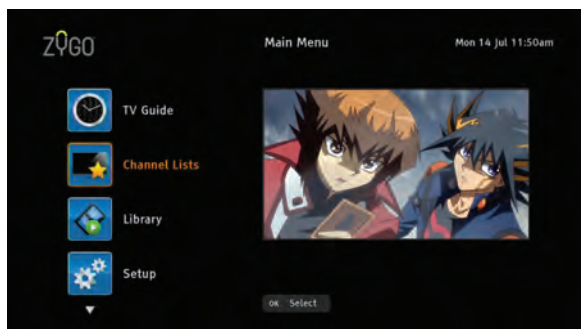 ZYGO
Main Menu
Mon 14 Jul 11:50am
TV Guide
Channel Lists
Library
Setup
OK Select